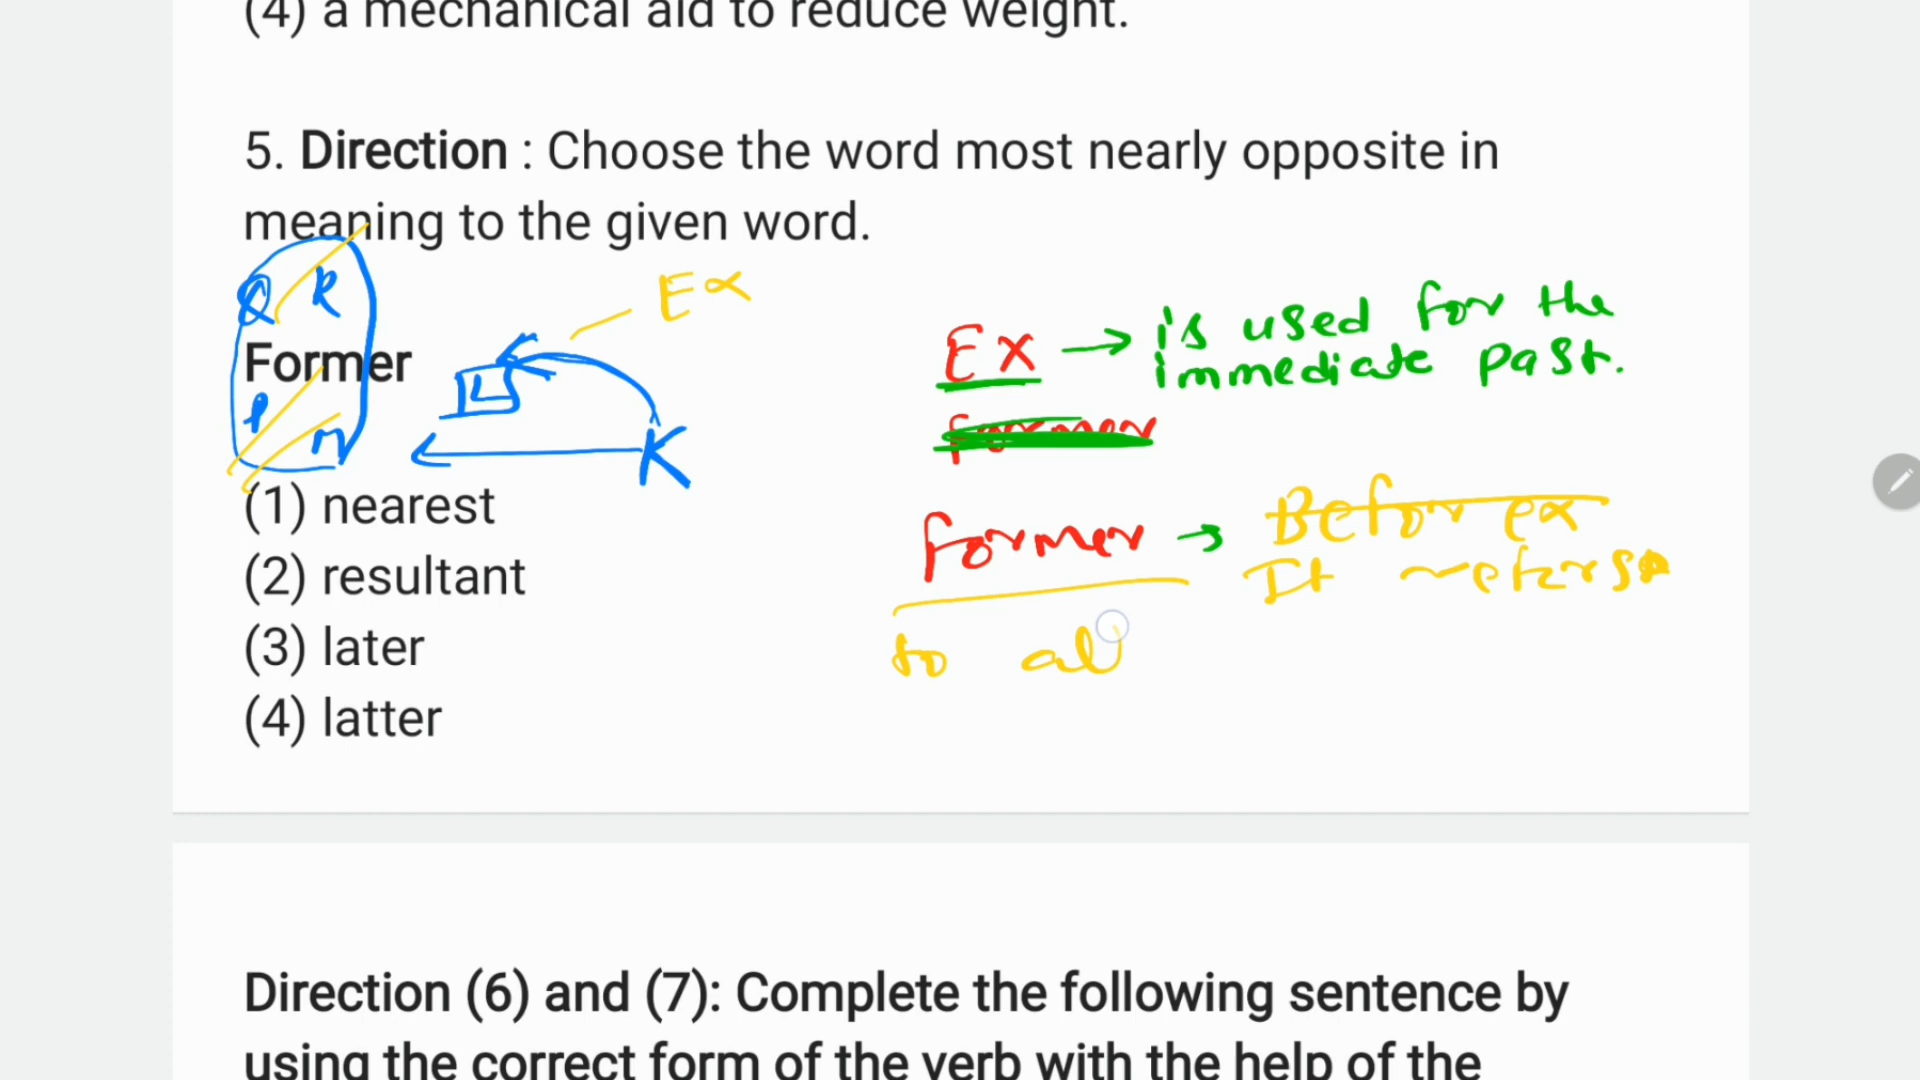 (4) a mechanical aid to reduce weight.
5. Direction : Choose the word most nearly opposite in
meaning to the given word.
Q R
Ex
Former
P M
L
K
Ex → is used for the
immediate past.
former
former → Befor ex
It refers
to al
(1) nearest
(2) resultant
(3) later
(4) latter
Direction (6) and (7): Complete the following sentence by
using the correct form of the verb with the help of the